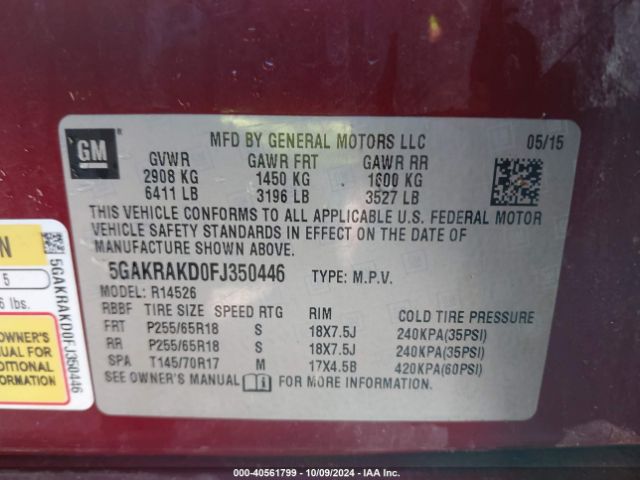 GM
MFD BY GENERAL MOTORS LLC 05/15
GVWR GAWR FRT GAWR RR
2908 KG 1450 KG 1600 KG
6411 LB 3196 LB 3527 LB
THIS VEHICLE CONFORMS TO ALL APPLICABLE U.S. FEDERAL MOTOR
VEHICLE SAFETY STANDARDS IN EFFECT ON THE DATE OF
MANUFACTURE SHOWN ABOVE.
5GAKRAKD0FJ350446 TYPE: M.P.V.
MODEL: R14526
RBBF TIRE SIZE SPEED RTG RIM COLD TIRE PRESSURE
FRT P255/65R18 S 18X7.5J 240KPA(35PSI)
RR P255/65R18 S 18X7.5J 240KPA(35PSI)
SPA T145/70R17 M 17X4.5B 420KPA(60PSI)
SEE OWNER'S MANUAL i FOR MORE INFORMATION.
N
5
6 lbs.
OWNER'S
UAL FOR
ITIONAL
MATION
5GAKRAKD0FJ350446
000-40561799 - 10/09/2024 - IAA Inc.